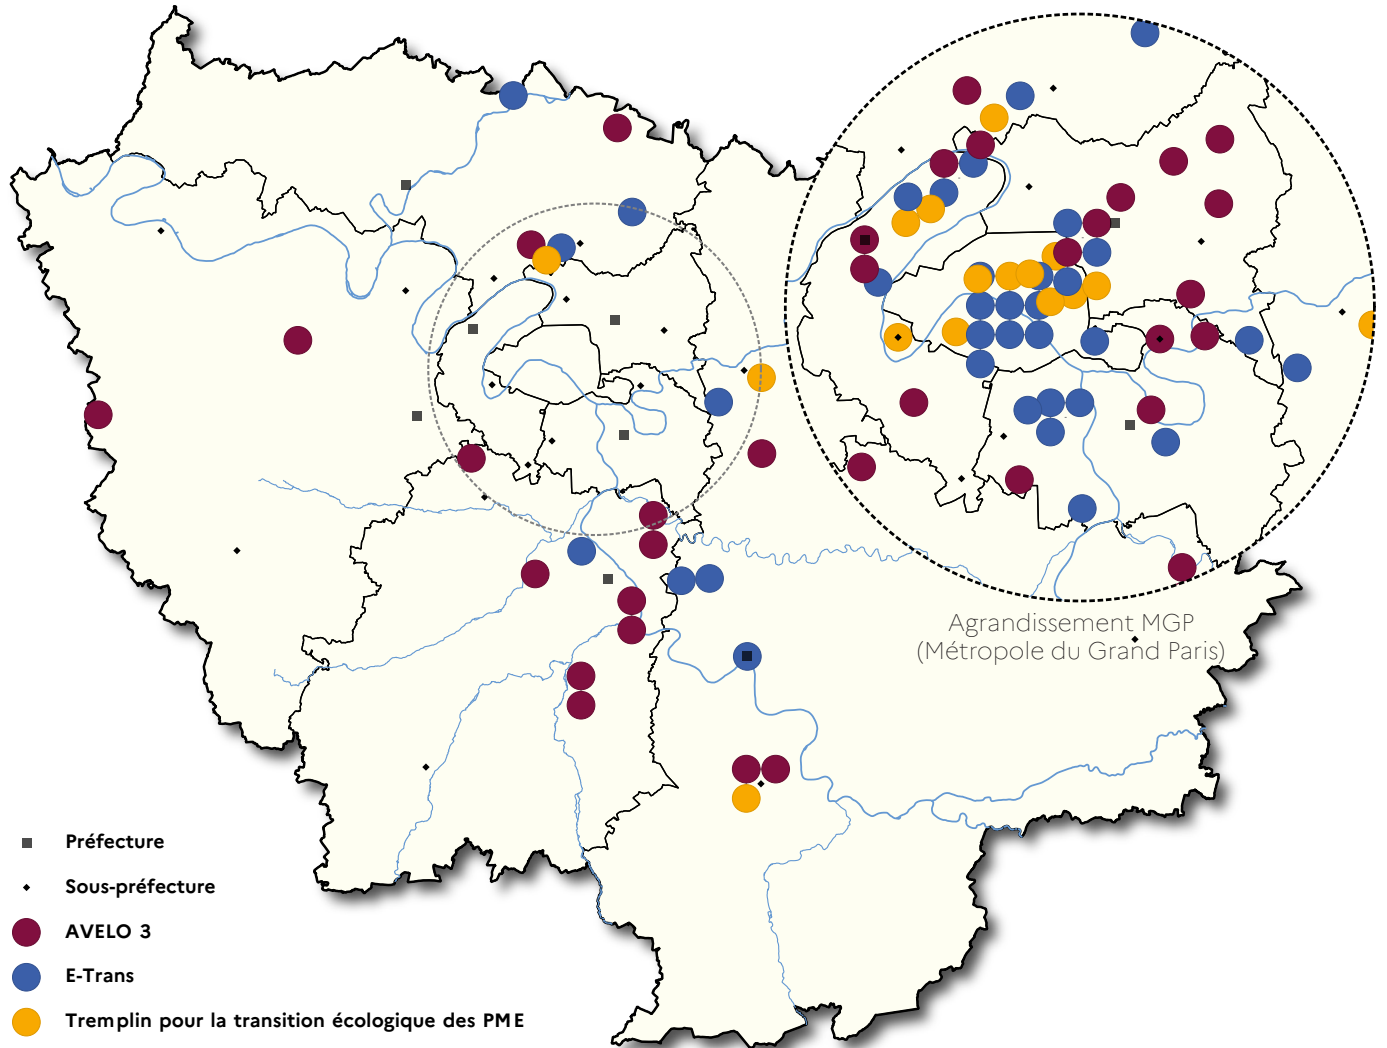 Agrandissement MGP
(Métropole du Grand Paris)
Préfecture
Sous-préfecture
AVELO 3
E-Trans
Tremplin pour la transition écologique des PME